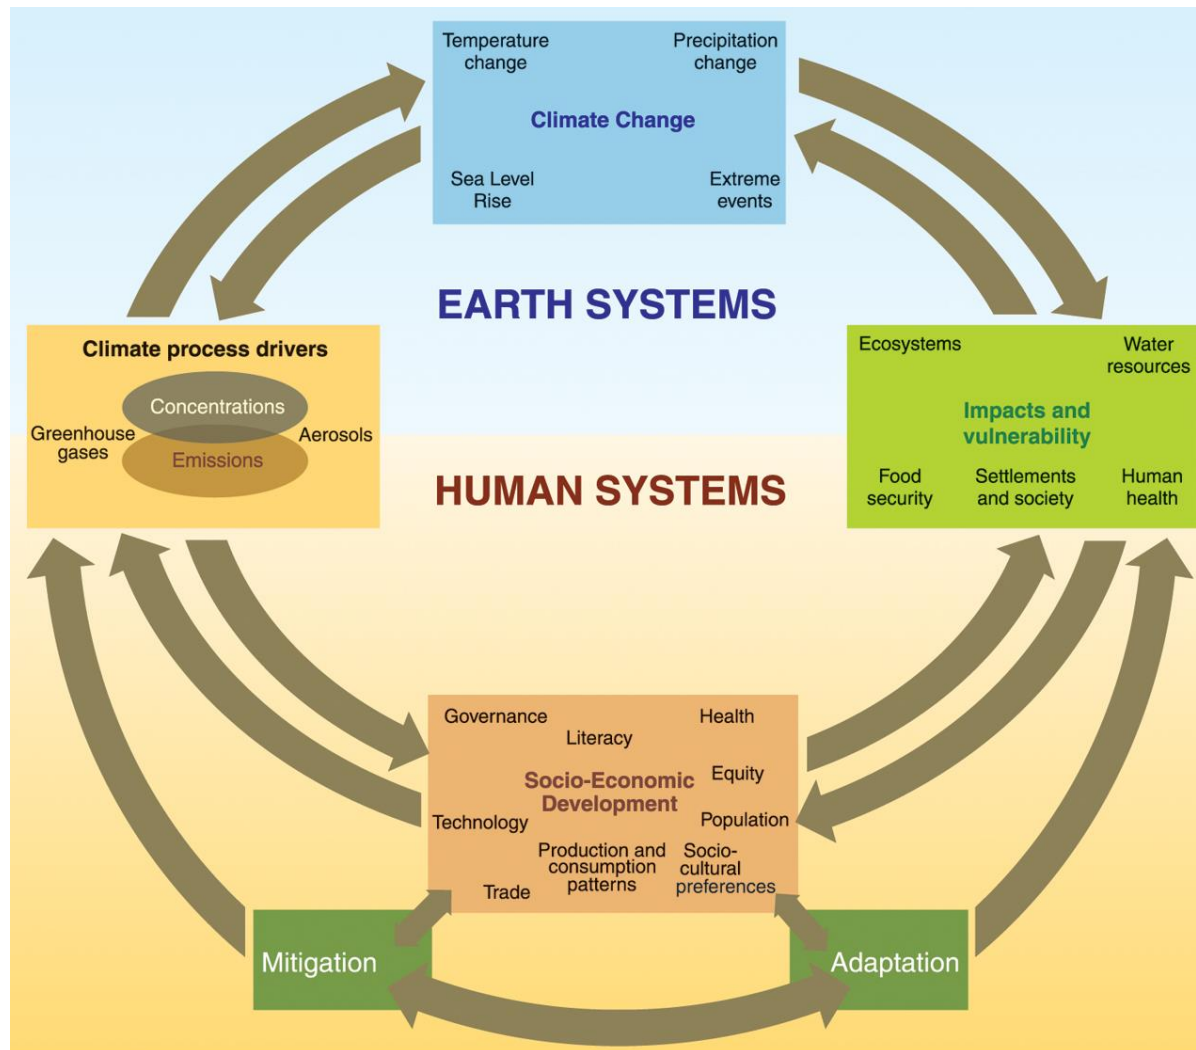 Temperature
change
Precipitation
change
Climate Change
Sea Level
Rise
Extreme
events
EARTH SYSTEMS
Climate process drivers
Concentrations
Greenhouse
gases
Aerosols
Emissions
Ecosystems
Water
resources
Impacts and
vulnerability
Food
security
Settlements
and society
Human
health
HUMAN SYSTEMS
Governance
Health
Literacy
Equity
Socio-Economic
Development
Technology
Population
Production and
consumption
patterns
Socio-
cultural
preferences
Trade
Mitigation
Adaptation